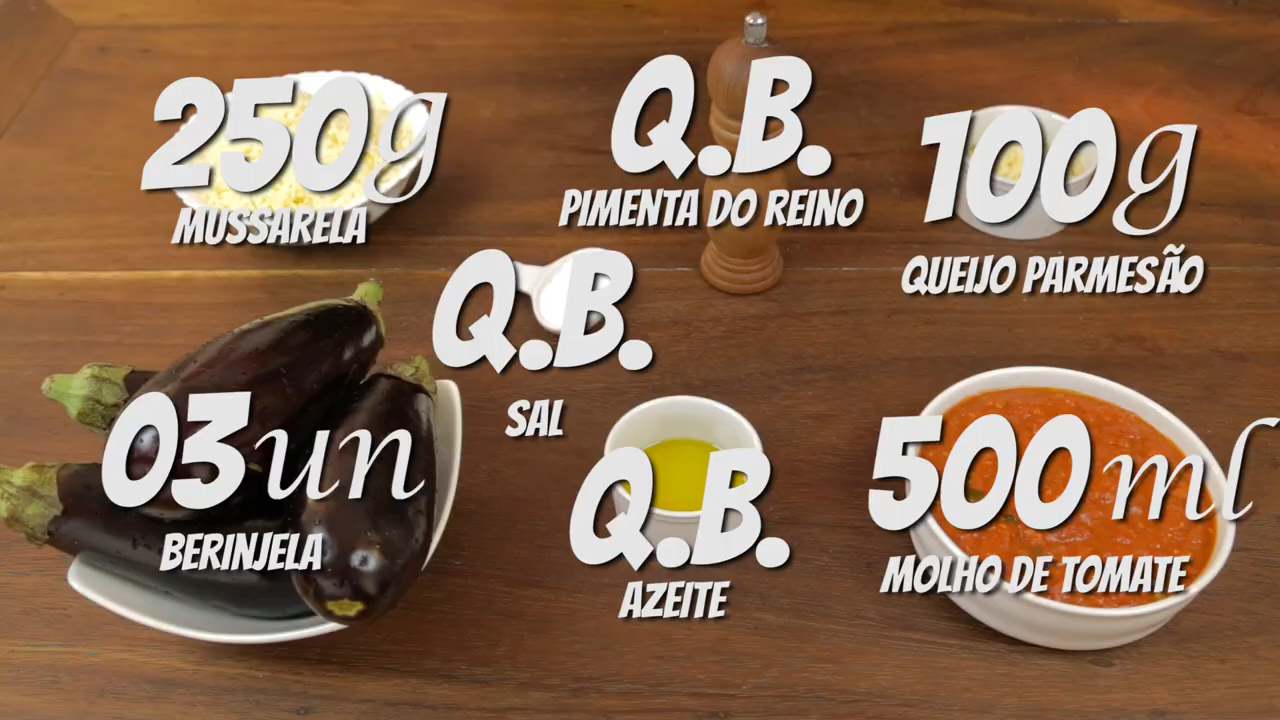 250g
MUSSARELA
Q.B.
PIMENTA DO REINO
100g
QUEIJO PARMESÃO
Q.B.
SAL
03un
BERINJELA
Q.B.
AZEITE
500ml
MOLHO DE TOMATE